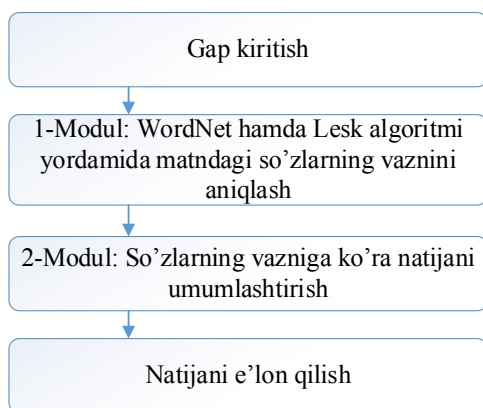 Gap kiritish
1-Modul: WordNet hamda Lesk algoritmi
yordamida matndagi so’zlarning vaznini
aniqlash
2-Modul: So’zlarning vazniga ko’ra natijani
umumlashtirish
Natijani e’lon qilish